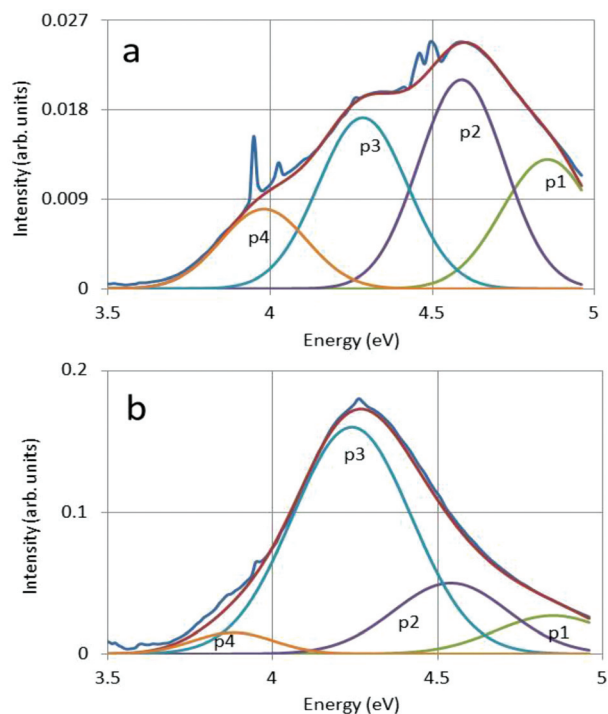 a
Intensity (arb. units)
0.027
0.018
0.009
0
p4
p3
p2
p1
3.5 4 4.5 5
Energy (eV)
b
Intensity (arb. units)
0.2
0.1
0
p4
p3
p2
p1
3.5 4 4.5 5
Energy (eV)